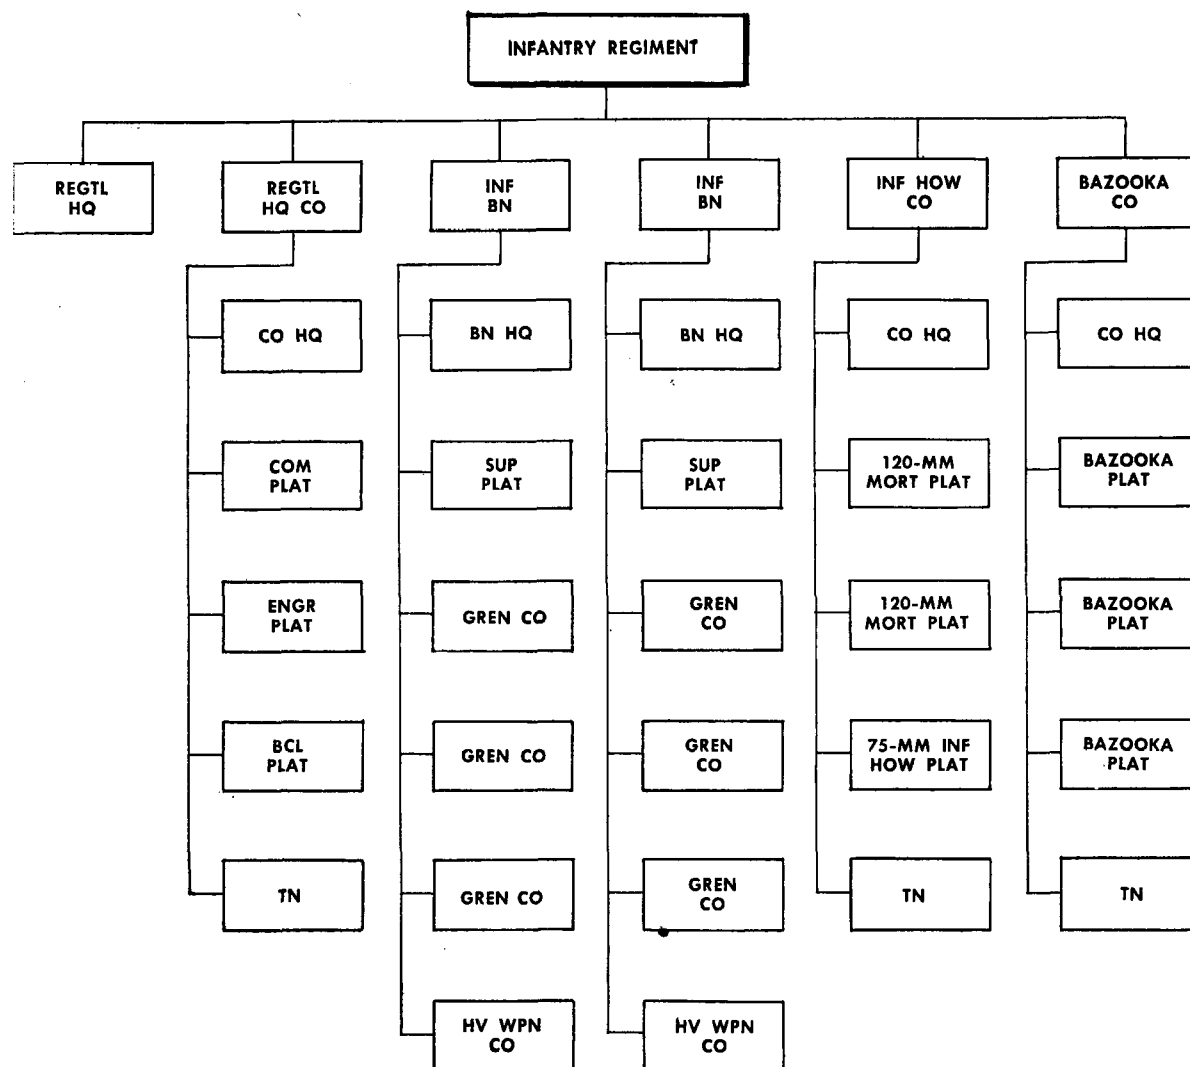 INFANTRY REGIMENT
REGTL
HQ
REGTL
HQ CO
INF
BN
INF
BN
INF HOW
CO
BAZOOKA
CO
CO HQ
BN HQ
BN HQ
CO HQ
CO HQ
COM
PLAT
SUP
PLAT
SUP
PLAT
120-MM
MORT PLAT
BAZOOKA
PLAT
ENGR
PLAT
GREN CO
GREN
CO
120-MM
MORT PLAT
BAZOOKA
PLAT
BCL
PLAT
GREN CO
GREN
CO
75-MM INF
HOW PLAT
BAZOOKA
PLAT
TN
GREN CO
GREN
CO
TN
TN
HV WPN
CO
HV WPN
CO